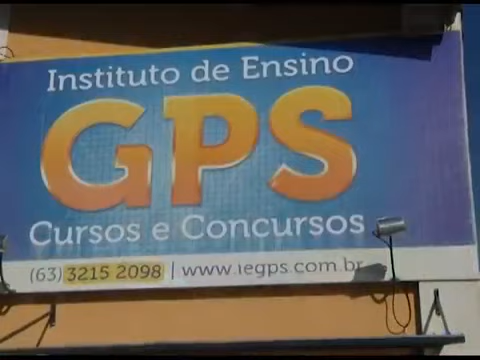 Instituto de Ensino
GPS
Cursos e Concursos
(63) 3215 2098 | www.iegps.com.br